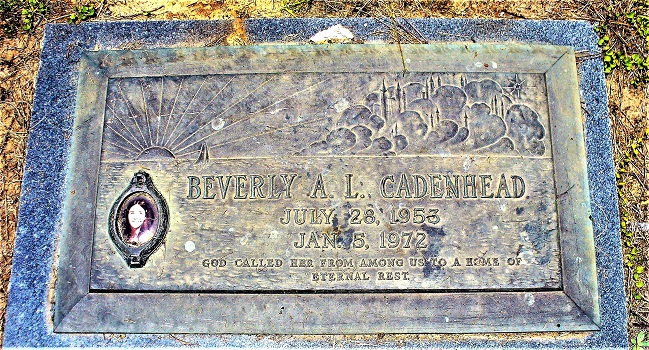 BEVERLY A. L. CADENHEAD
JULY 28, 1953
JAN. 5, 1972
GOD CALLED HER FROM AMONG US TO A HOME OF
ETERNAL REST.